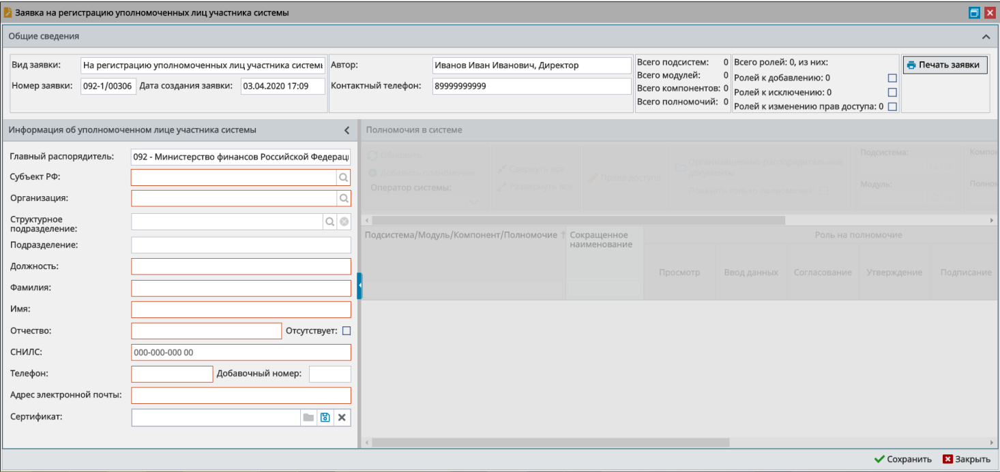 Заявка на регистрацию уполномоченных лиц участника системы
Общие сведения
Вид заявки: На регистрацию уполномоченных лиц участника системы
Номер заявки: 092-1/00306 Дата создания заявки: 03.04.2020 17:09
Автор: Иванов Иван Иванович, Директор
Контактный телефон: 89999999999
Всего подсистем: 0
Всего модулей: 0
Всего компонентов: 0
Всего полномочий: 0
Всего ролей: 0, из них:
Ролей к добавлению: 0
Ролей к исключению: 0
Ролей к изменению прав доступа: 0
Печать заявки
Информация об уполномоченном лице участника системы
Главный распорядитель: 092 - Министерство финансов Российской Федерац
Субъект РФ:
Организация:
Структурное
подразделение:
Подразделение:
Должность:
Фамилия:
Имя:
Отчество: Отсутствует:
СНИЛС: 000-000-000 00
Телефон: Добавочный номер:
Адрес электронной почты:
Сертификат:
Полномочия в системе
Обновить
Добавить полномочие
Оператор системы:
Свернуть все
Развернуть все
Права доступа
Организационно-распорядительные
документы
Показать только полномочия
Подсистема:
Модуль:
Компон
Полном
Подсистема/Модуль/Компонент/Полномочие
Сокращенное
наименование
Роль на полномочие
Просмотр Ввод данных Согласование Утверждение Подписание
Сохранить Закрыть